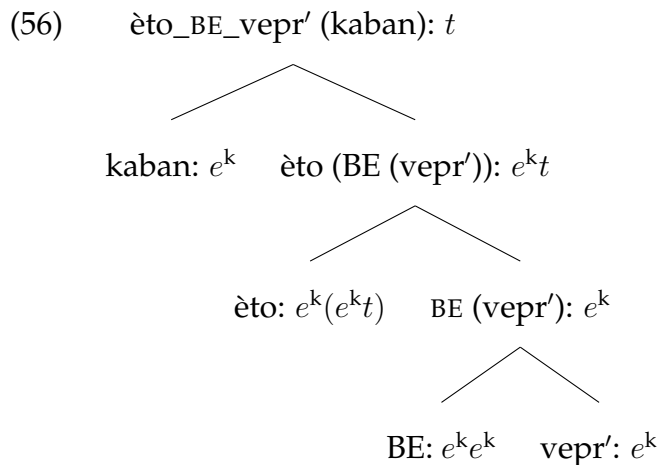 (56) èto_BE_vepr′ (kaban): t
kaban: eᵏ èto (BE (vepr′)): eᵏt
èto: eᵏ(eᵏt) BE (vepr′): eᵏ
BE: eᵏeᵏ vepr′: eᵏ